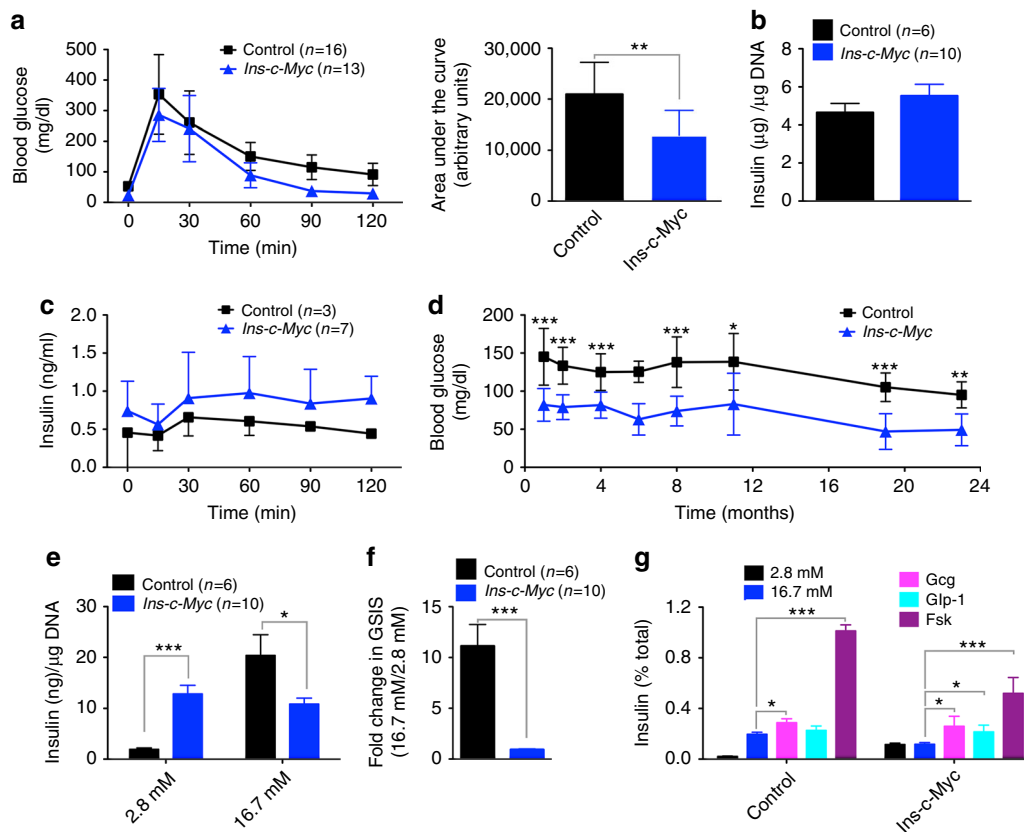 a
Blood glucose
(mg/dl)
500
400
300
200
100
0
Control (n=16)
Ins-c-Myc (n=13)
0 30 60 90 120
Time (min)
Area under the curve
(arbitrary units)
30,000
20,000
10,000
0
**
Control
Ins-c-Myc
b
Control (n=6)
Ins-c-Myc (n=10)
Insulin (µg) /µg DNA
8
6
4
2
0
c
Control (n=3)
Ins-c-Myc (n=7)
Insulin (ng/ml)
2.0
1.5
1.0
0.5
0.0
0 30 60 90 120
Time (min)
d
Control
Ins-c-Myc
Blood glucose
(mg/dl)
200
150
100
50
0
*** *** *** *** * *** **
0 4 8 12 16 20 24
Time (months)
e
Control (n=6)
Ins-c-Myc (n=10)
Insulin (ng)/µg DNA
30
20
10
0
*** *
2.8 mM
16.7 mM
f
Control (n=6)
Ins-c-Myc (n=10)
Fold change in GSIS
(16.7 mM/2.8 mM)
15
10
5
0
***
g
2.8 mM
16.7 mM
Gcg
Glp-1
Fsk
Insulin (% total)
1.2
0.8
0.4
0.0
* ***
* * ***
Control
Ins-c-Myc